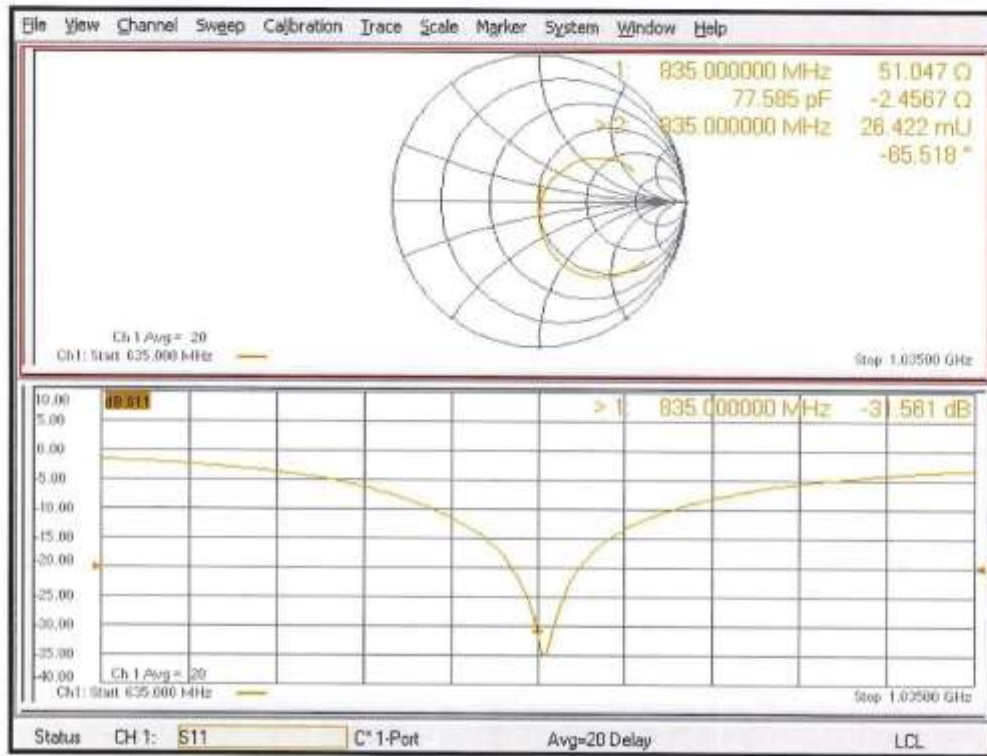 File View Channel Sweep Calibration Trace Scale Marker System Window Help
1: 835.000000 MHz 51.047 Ω
77.585 pF -2.4567 Ω
> 2: 835.000000 MHz 26.422 mU
-65.518 °
Ch 1 Avg = 20
Ch1: Start 635.000 MHz
Stop 1.03500 GHz
10.00
dB S11
> 1: 835.000000 MHz -31.561 dB
5.00
0.00
-5.00
-10.00
-15.00
-20.00
-25.00
-30.00
-35.00
-40.00
Ch 1 Avg = 20
Ch1: Start 635.000 MHz
Stop 1.03500 GHz
Status CH 1: S11 C* 1-Port Avg=20 Delay LCL